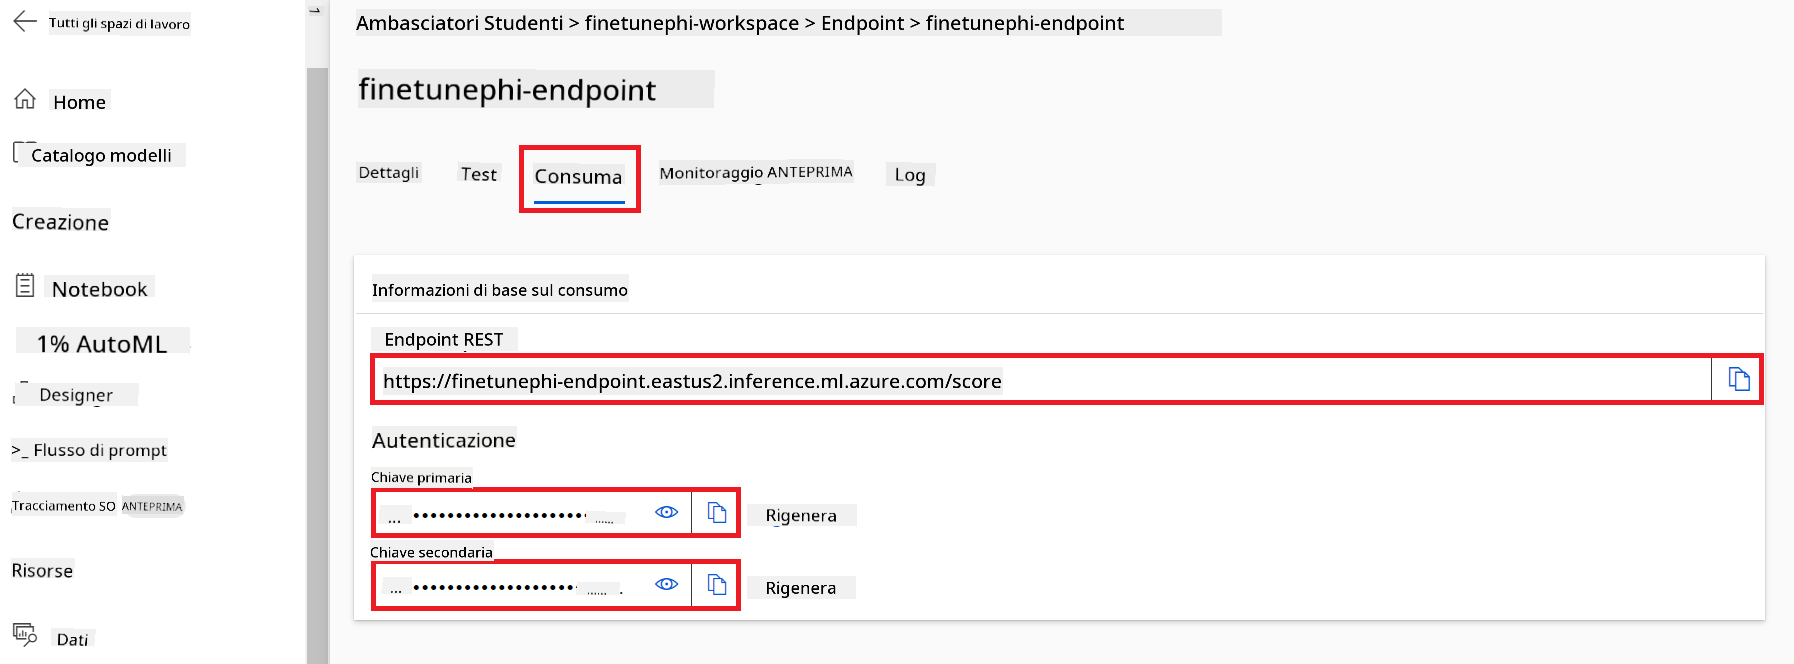 Tutti gli spazi di lavoro
Home
Catalogo modelli
Creazione
Notebook
1% AutoML
Designer
>_ Flusso di prompt
Tracciamento SO ANTEPRIMA
Risorse
Dati
Ambasciatori Studenti > finetunephi-workspace > Endpoint > finetunephi-endpoint
finetunephi-endpoint
Dettagli Test Consuma Monitoraggio ANTEPRIMA Log
Informazioni di base sul consumo
Endpoint REST
https://finetunephi-endpoint.eastus2.inference.ml.azure.com/score
Autenticazione
Chiave primaria
Rigenera
Chiave secondaria
Rigenera